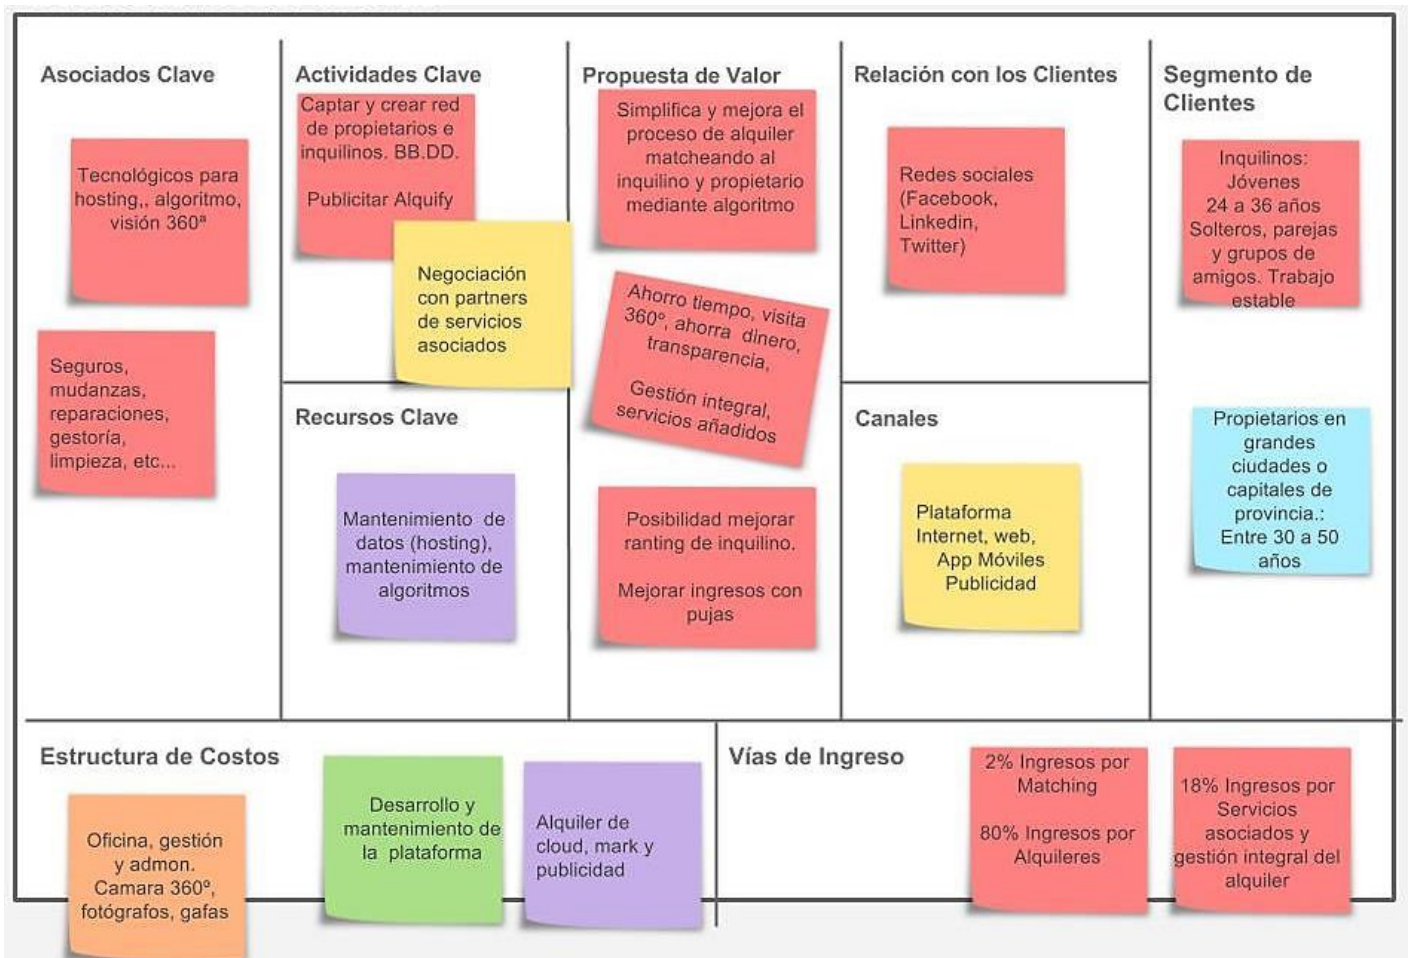 Asociados Clave
Tecnológicos para
hosting,, algoritmo,
visión 360ª
Seguros,
mudanzas,
reparaciones,
gestoría,
limpieza, etc...
Actividades Clave
Captar y crear red
de propietarios e
inquilinos. BB.DD.
Publicitar Alquify
Negociación
con partners
de servicios
asociados
Recursos Clave
Mantenimiento de
datos (hosting),
mantenimiento de
algoritmos
Propuesta de Valor
Simplifica y mejora el
proceso de alquiler
matcheando al
inquilino y propietario
mediante algoritmo
Ahorro tiempo, visita
360º, ahorra dinero,
transparencia,
Gestión integral,
servicios añadidos
Posibilidad mejorar
ranting de inquilino.
Mejorar ingresos con
pujas
Relación con los Clientes
Redes sociales
(Facebook,
Linkedin,
Twitter)
Canales
Plataforma
Internet, web,
App Móviles
Publicidad
Segmento de
Clientes
Inquilinos:
Jóvenes
24 a 36 años
Solteros, parejas
y grupos de
amigos. Trabajo
estable
Propietarios en
grandes
ciudades o
capitales de
provincia.:
Entre 30 a 50
años
Estructura de Costos
Oficina, gestión
y admon.
Camara 360º,
fotógrafos, gafas
Desarrollo y
mantenimiento de
la plataforma
Alquiler de
cloud, mark y
publicidad
Vías de Ingreso
2% Ingresos por
Matching
80% Ingresos por
Alquileres
18% Ingresos por
Servicios
asociados y
gestión integral del
alquiler